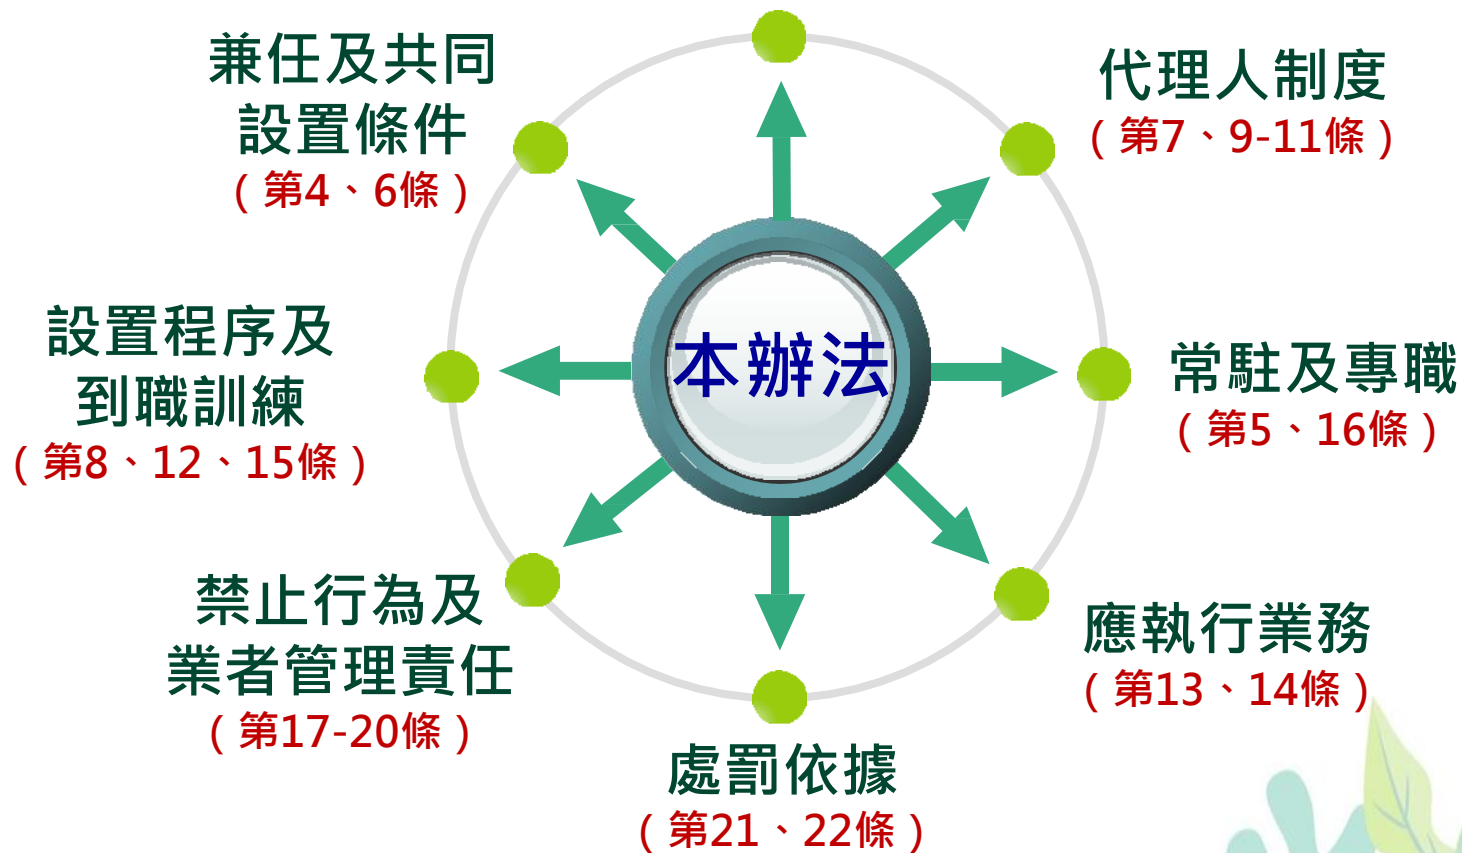 兼任及共同
設置條件
（第4、6條）
代理人制度
（第7、9-11條）
設置程序及
到職訓練
（第8、12、15條）
本辦法
常駐及專職
（第5、16條）
禁止行為及
業者管理責任
（第17-20條）
應執行業務
（第13、14條）
處罰依據
（第21、22條）